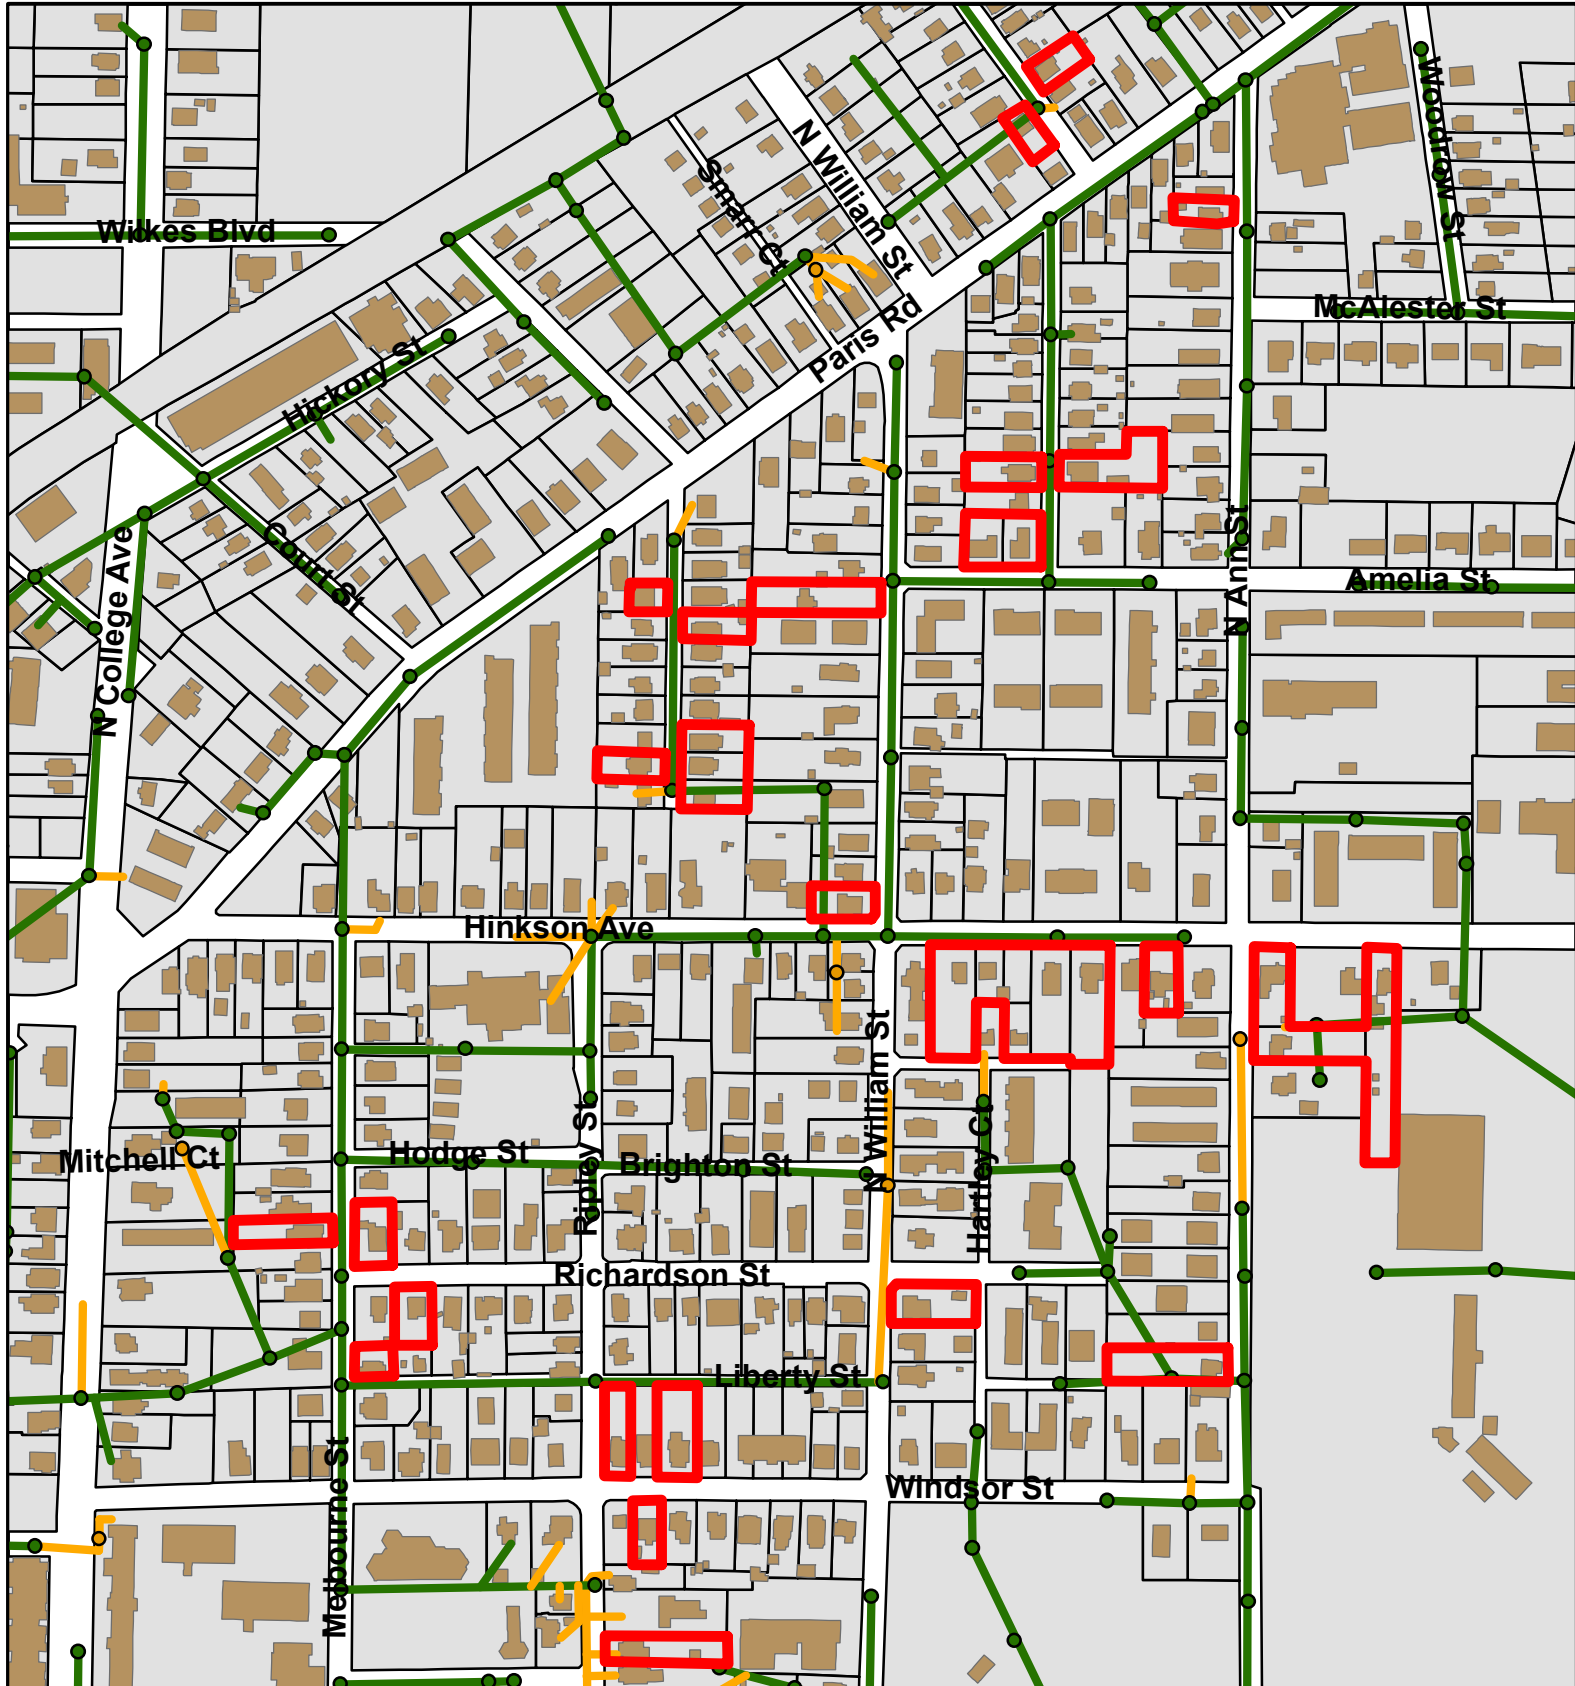 Woodrow St
N William St
Smarr Ct
Wilkes Blvd
McAlester St
Paris Rd
Hickory St
Court St
N College Ave
N Ann St
Amelia St
Hinkson Ave
N William St
Mitchell Ct
Hodge St
Ripley St
Brighton St
Hartley Ct
Richardson St
Liberty St
Melbourne St
WIndsor St